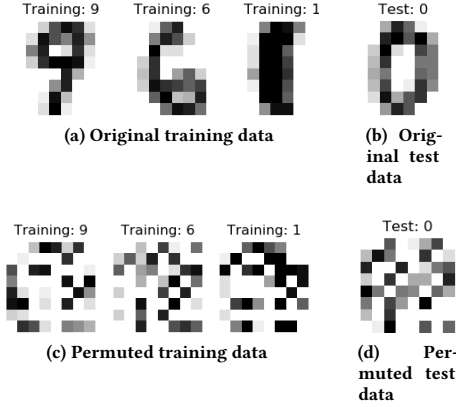 Training: 9 Training: 6 Training: 1 Test: 0
(a) Original training data
(b) Orig-
inal test
data
Training: 9 Training: 6 Training: 1 Test: 0
(c) Permuted training data
(d) Per-
muted test
data